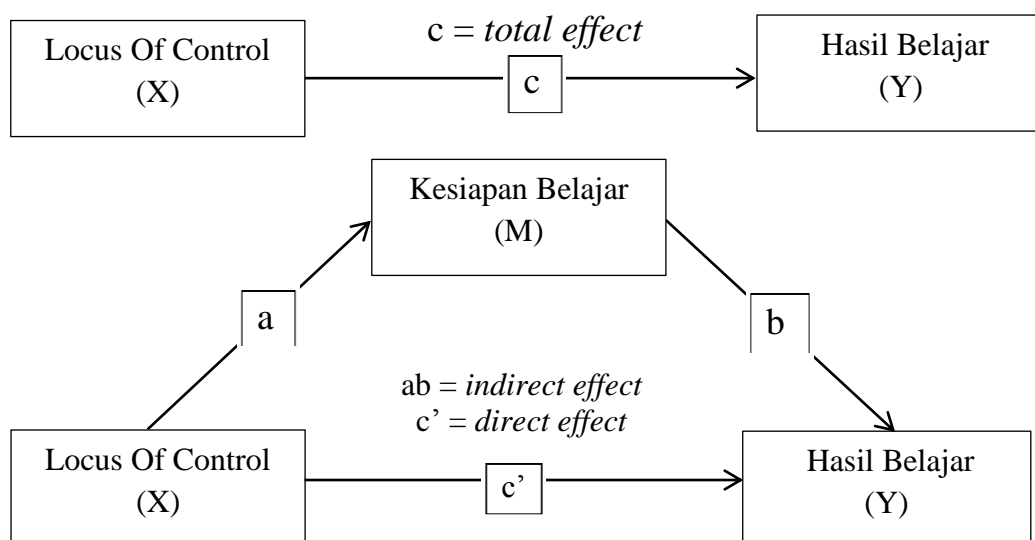 c = total effect
Locus Of Control
(X)
c
Hasil Belajar
(Y)
Kesiapan Belajar
(M)
a
b
ab = indirect effect
c’ = direct effect
Locus Of Control
(X)
c’
Hasil Belajar
(Y)